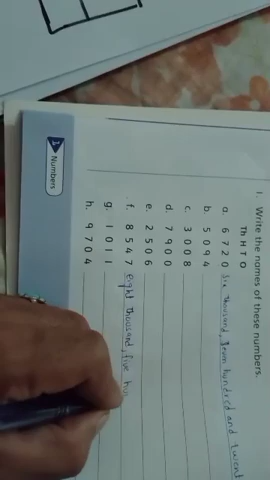 1. Write the names of these numbers.
Th H T O
a. 6 7 2 0 Six thousand, seven hundred and twent
b. 5 0 9 4
c. 3 0 0 8
d. 7 9 0 0
e. 2 5 0 6
f. 8 5 4 7 eight thousand, five hu
g. 1 0 1 1
h. 9 7 0 4
1 Numbers